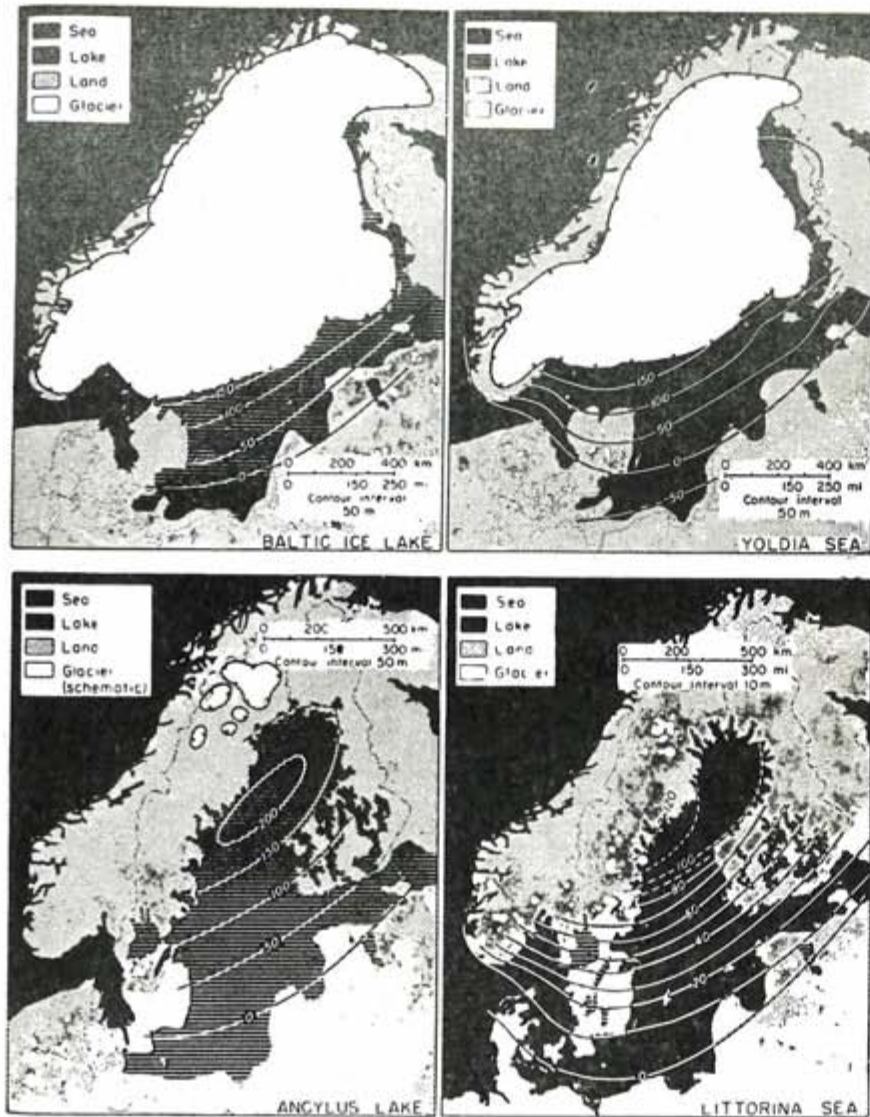 Sea
Lake
Land
Glacier
150
100
50
0
0 200 400 km
0 150 250 mi
Contour interval
50 m
BALTIC ICE LAKE
Sea
Lake
Land
Glacier
150
100
50
0
-50
0 200 400 km
0 150 250 mi
Contour interval
50 m
YOLDIA SEA
Sea
Lake
Land
Glacier
(schematic)
0 200 500 km
0 150 300 mi
Contour interval 50 m
200
150
100
50
0
ANCYLUS LAKE
Sea
Lake
Land
Glacier
0 200 500 km
0 150 300 mi
Contour interval 10 m
100
80
60
40
20
0
LITTORINA SEA